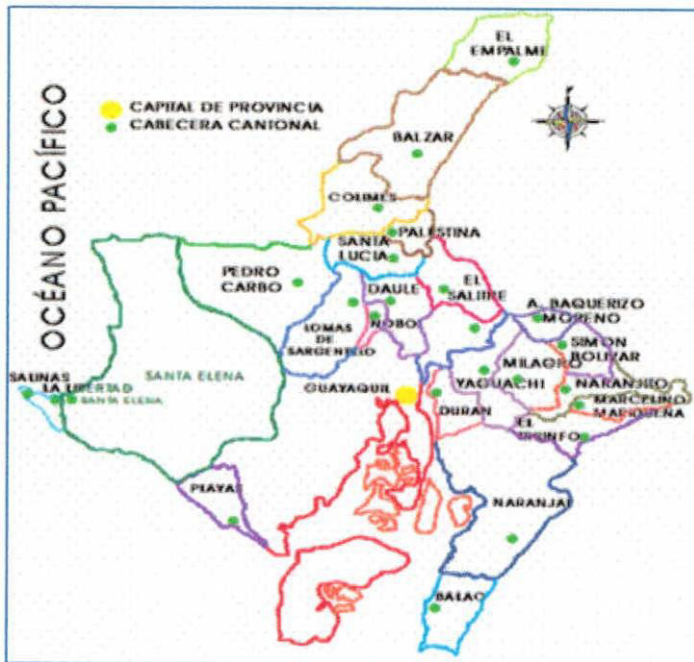 EL
EMPALME
OCÉANO PACÍFICO
CAPITAL DE PROVINCIA
CABECERA CANTONAL
BALZAR
COLIMES
PALESTINA
SANTA
LUCIA
PEDRO
CARBO
DAULE
EL
SALITRE
A. BAQUERIZO
MORENO
LOMAS
DE
SARGENTILLO
NOBO
SIMON
BOLIVAR
MILAGRO
SALINAS
LA LIBERTAD
SANTA ELENA
SANTA ELENA
GUAYAQUIL
YAGUACHI
NARANJITO
DURAN
MARCELINO
MARIDUEÑA
EL
TRIUNFO
PLAYAS
NARANJAL
BALAO